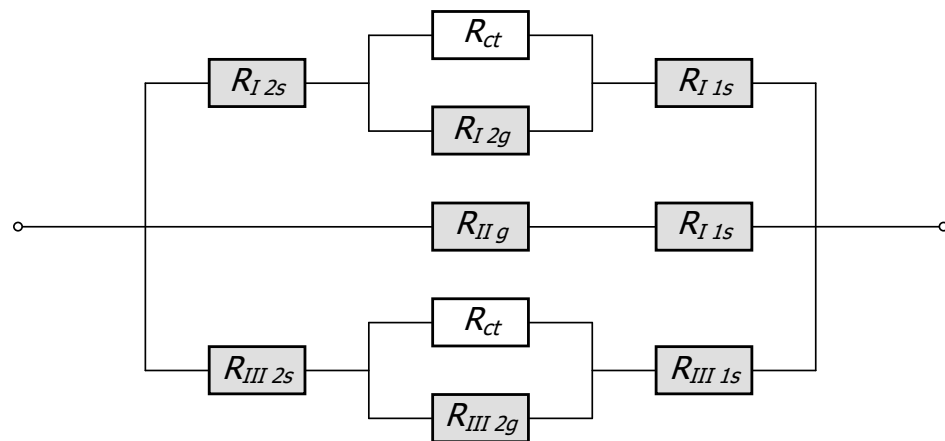 R_ct
R_I 2s
R_I 1s
R_I 2g
R_II g
R_I 1s
R_ct
R_III 2s
R_III 1s
R_III 2g